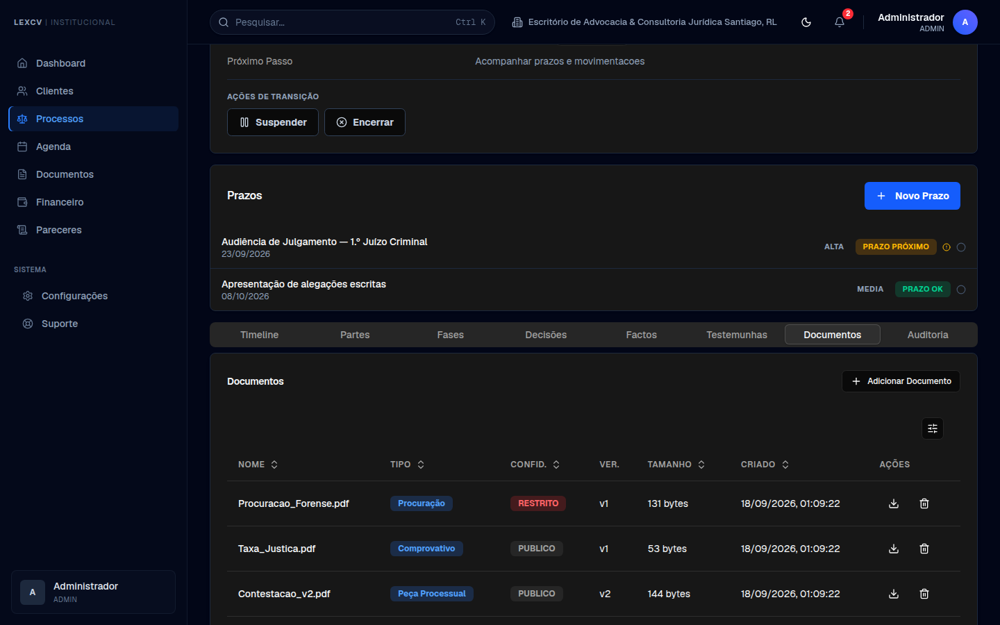 LEXCV | INSTITUCIONAL
Pesquisar...
Ctrl K
Escritório de Advocacia & Consultoria Jurídica Santiago, RL
2
Administrador
ADMIN
A
Dashboard
Clientes
Processos
Agenda
Documentos
Financeiro
Pareceres
SISTEMA
Configurações
Suporte
A
Administrador
ADMIN
Próximo Passo
Acompanhar prazos e movimentacoes
AÇÕES DE TRANSIÇÃO
Suspender
Encerrar
Prazos
Novo Prazo
Audiência de Julgamento — 1.º Juízo Criminal
23/09/2026
ALTA
PRAZO PRÓXIMO
Apresentação de alegações escritas
08/10/2026
MEDIA
PRAZO OK
Timeline
Partes
Fases
Decisões
Factos
Testemunhas
Documentos
Auditoria
Documentos
Adicionar Documento
NOME TIPO CONFID. VER. TAMANHO CRIADO AÇÕES
Procuracao_Forense.pdf Procuração RESTRITO v1 131 bytes 18/09/2026, 01:09:22
Taxa_Justica.pdf Comprovativo PUBLICO v1 53 bytes 18/09/2026, 01:09:22
Contestacao_v2.pdf Peça Processual PUBLICO v2 144 bytes 18/09/2026, 01:09:22